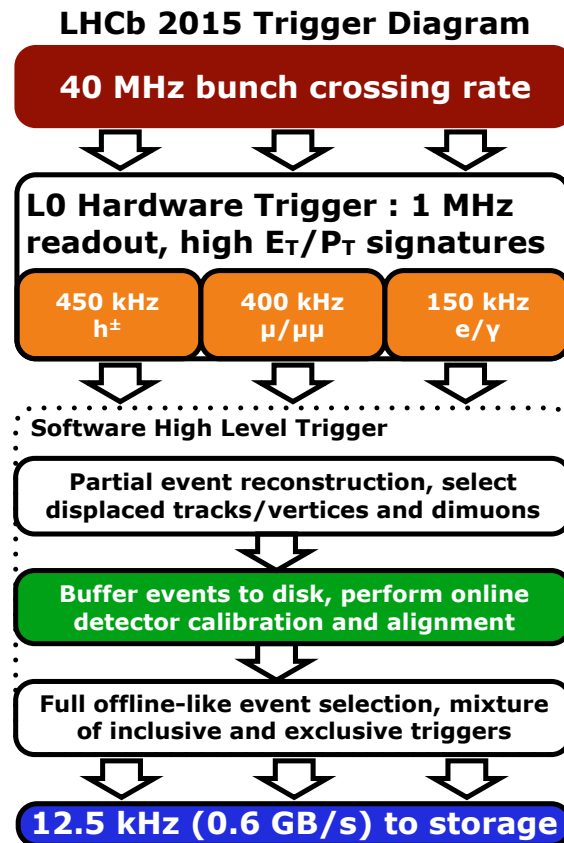 LHCb 2015 Trigger Diagram
40 MHz bunch crossing rate
L0 Hardware Trigger : 1 MHz
readout, high E_T/P_T signatures
450 kHz
h±
400 kHz
μ/μμ
150 kHz
e/γ
Software High Level Trigger
Partial event reconstruction, select
displaced tracks/vertices and dimuons
Buffer events to disk, perform online
detector calibration and alignment
Full offline-like event selection, mixture
of inclusive and exclusive triggers
12.5 kHz (0.6 GB/s) to storage